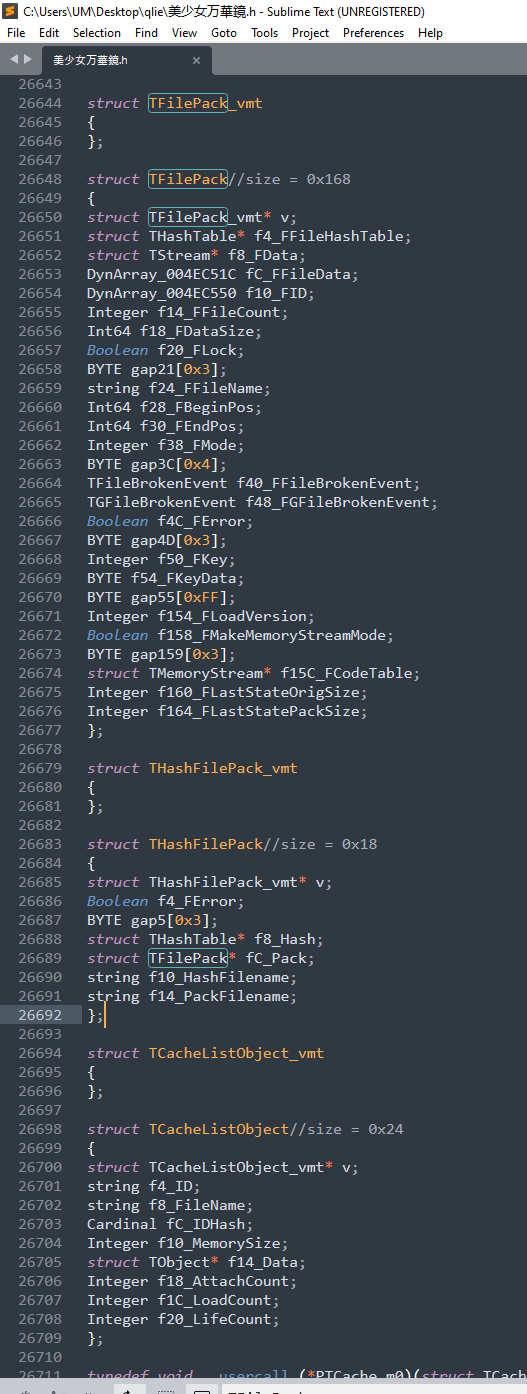 C:\Users\UM\Desktop\qlie\美少女万華鏡.h - Sublime Text (UNREGISTERED)
File Edit Selection Find View Goto Tools Project Preferences Help
美少女万華鏡.h ×
26643
26644 struct TFilePack_vmt
26645 {
26646 };
26647
26648 struct TFilePack//size = 0x168
26649 {
26650 struct TFilePack_vmt* v;
26651 struct THashTable* f4_FFileHashTable;
26652 struct TStream* f8_FData;
26653 DynArray_004EC51C fC_FFileData;
26654 DynArray_004EC550 f10_FID;
26655 Integer f14_FFileCount;
26656 Int64 f18_FDataSize;
26657 Boolean f20_FLock;
26658 BYTE gap21[0x3];
26659 string f24_FFileName;
26660 Int64 f28_FBeginPos;
26661 Int64 f30_FEndPos;
26662 Integer f38_FMode;
26663 BYTE gap3C[0x4];
26664 TFileBrokenEvent f40_FFileBrokenEvent;
26665 TGFileBrokenEvent f48_FGFileBrokenEvent;
26666 Boolean f4C_FError;
26667 BYTE gap4D[0x3];
26668 Integer f50_FKey;
26669 BYTE f54_FKeyData;
26670 BYTE gap55[0xFF];
26671 Integer f154_FLoadVersion;
26672 Boolean f158_FMakeMemoryStreamMode;
26673 BYTE gap159[0x3];
26674 struct TMemoryStream* f15C_FCodeTable;
26675 Integer f160_FLastStateOrigSize;
26676 Integer f164_FLastStatePackSize;
26677 };
26678
26679 struct THashFilePack_vmt
26680 {
26681 };
26682
26683 struct THashFilePack//size = 0x18
26684 {
26685 struct THashFilePack_vmt* v;
26686 Boolean f4_FError;
26687 BYTE gap5[0x3];
26688 struct THashTable* f8_Hash;
26689 struct TFilePack* fC_Pack;
26690 string f10_HashFilename;
26691 string f14_PackFilename;
26692 };
26693
26694 struct TCacheListObject_vmt
26695 {
26696 };
26697
26698 struct TCacheListObject//size = 0x24
26699 {
26700 struct TCacheListObject_vmt* v;
26701 string f4_ID;
26702 string f8_FileName;
26703 Cardinal fC_IDHash;
26704 Integer f10_MemorySize;
26705 struct TObject* f14_Data;
26706 Integer f18_AttachCount;
26707 Integer f1C_LoadCount;
26708 Integer f20_LifeCount;
26709 };
26710
26711 typedef void __usercall (*PTCache_m0)(struct TCach